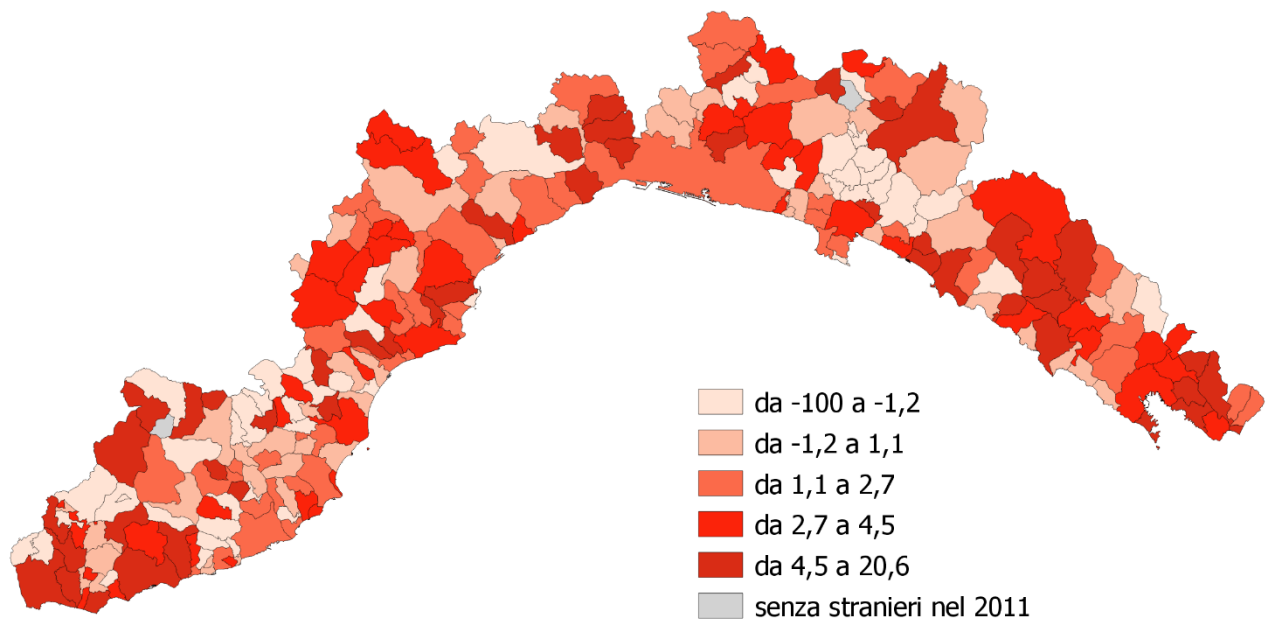 da -100 a -1,2
da -1,2 a 1,1
da 1,1 a 2,7
da 2,7 a 4,5
da 4,5 a 20,6
senza stranieri nel 2011